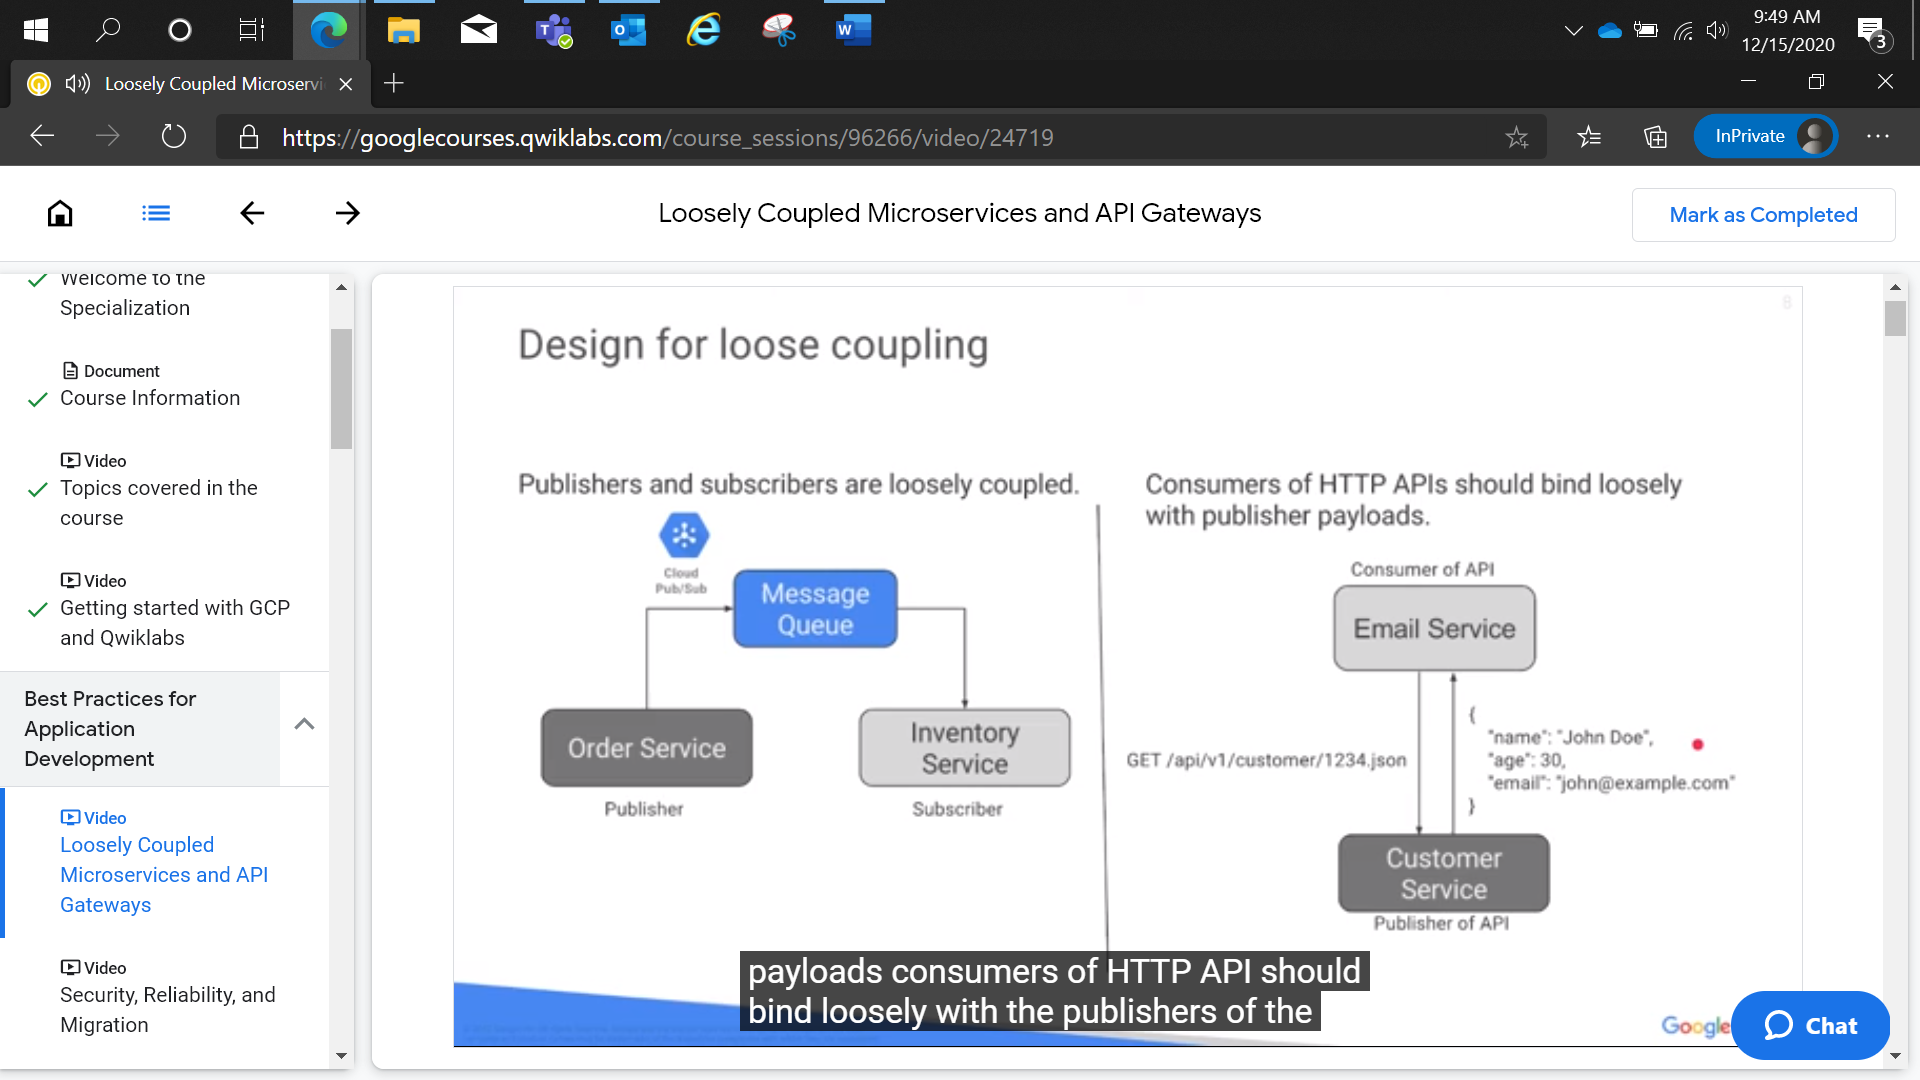 9:49 AM
12/15/2020
3
Loosely Coupled Microservi
https://googlecourses.qwiklabs.com/course_sessions/96266/video/24719
InPrivate
Loosely Coupled Microservices and API Gateways
Mark as Completed
Welcome to the
Specialization
Document
Course Information
Video
Topics covered in the
course
Video
Getting started with GCP
and Qwiklabs
Best Practices for
Application
Development
Video
Loosely Coupled
Microservices and API
Gateways
Video
Security, Reliability, and
Migration
8
Design for loose coupling
Publishers and subscribers are loosely coupled.
Cloud
Pub/Sub
Message
Queue
Order Service
Publisher
Inventory
Service
Subscriber
Consumers of HTTP APIs should bind loosely
with publisher payloads.
Consumer of API
Email Service
GET /api/v1/customer/1234.json
{
"name": "John Doe",
"age": 30,
"email": "john@example.com"
}
Customer
Service
Publisher of API
payloads consumers of HTTP API should
bind loosely with the publishers of the
Google
Chat